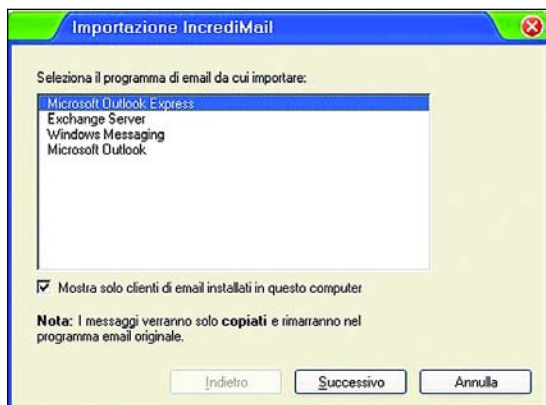 Importazione IncrediMail
Seleziona il programma di email da cui importare:
Microsoft Outlook Express
Exchange Server
Windows Messaging
Microsoft Outlook
Mostra solo clienti di email installati in questo computer
Nota: I messaggi verranno solo copiati e rimarranno nel
programma email originale.
Indietro
Successivo
Annulla